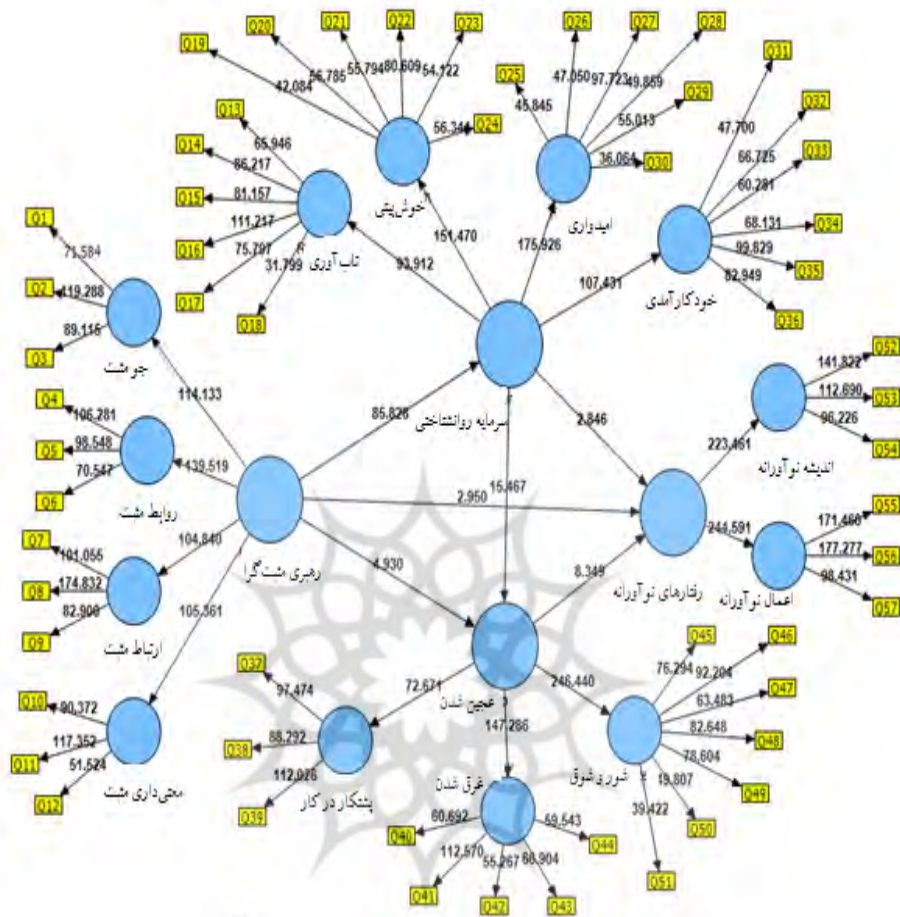 Q19
Q20
Q21
Q22
Q23
Q26
Q27
Q28
Q25
Q31
Q32
Q29
Q33
Q24
Q30
Q34
Q35
Q36
42.084
56.785
55.794
80.609
54.122
56.344
خوش‌بینی
45.845
47.050
97.723
49.859
55.013
36.064
امیدواری
47.700
66.725
60.281
68.131
99.829
82.949
خودکارآمدی
Q13
Q14
Q15
Q16
Q17
Q18
65.946
86.217
81.157
111.217
75.797
31.799
تاب آوری
151.470
175.926
93.912
107.431
Q1
Q2
Q3
71.584
119.288
89.115
جو مثبت
114.133
85.828
سرمایه روانشناختی
2.846
Q52
Q53
Q54
141.822
112.690
96.226
اندیشه نوآورانه
223.461
Q4
Q5
Q6
106.281
98.548
70.547
روابط مثبت
439.519
رهبری مثبت‌گرا
2.950
15.467
رفتارهای نوآورانه
244.591
Q55
Q56
Q57
171.460
177.277
98.431
اعمال نوآورانه
Q7
Q8
Q9
101.055
174.832
82.906
ارتباط مثبت
104.840
4.930
8.349
105.361
Q10
Q11
Q12
90.372
117.352
51.524
معنی‌داری مثبت
عجین شدن
72.671
147.286
246.440
Q37
Q38
Q39
97.474
88.292
112.026
پشتکار در کار
غرق شدن
Q40
Q41
Q42
Q43
Q44
60.692
112.570
55.267
66.904
59.543
شور و شوق
Q45
Q46
Q47
Q48
Q49
Q50
Q51
76.294
92.204
63.483
82.648
78.604
19.807
39.422